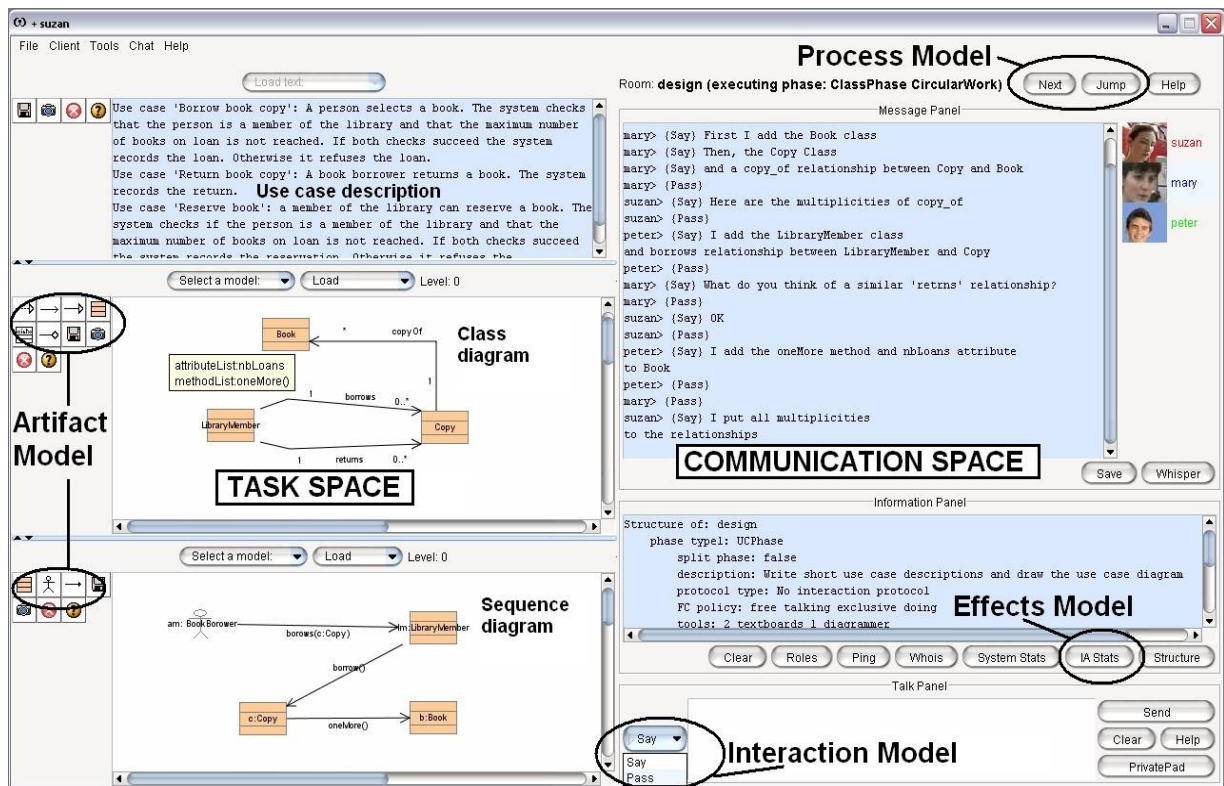 + suzan
File Client Tools Chat Help
Load text:
Use case 'Borrow book copy': A person selects a book. The system checks
that the person is a member of the library and that the maximum number
of books on loan is not reached. If both checks succeed the system
records the loan. Otherwise it refuses the loan.
Use case 'Return book copy': A book borrower returns a book. The system
records the return.
Use case description
Use case 'Reserve book': a member of the library can reserve a book. The
system checks if the person is a member of the library and that the
maximum number of books on loan is not reached. If both checks succeed
the system records the reservation. Otherwise it refuses the
Select a model: Load Level: 0
Artifact
Model
Class
diagram
Book
* copyOf
1
attributeList:nbLoans
methodList:oneMore()
1 borrows 0..*
LibraryMember
Copy
1 returns 0..*
TASK SPACE
Select a model: Load Level: 0
Sequence
diagram
am: BookBorower
borows(c:Copy)
lm:LibraryMember
borrow()
c:Copy
oneMore()
b:Book
Process Model
Room: design (executing phase: ClassPhase CircularWork) Next Jump Help
Message Panel
mary> {Say} First I add the Book class
mary> {Say} Then, the Copy Class
mary> {Say} and a copy_of relationship between Copy and Book
mary> {Pass}
suzan> {Say} Here are the multiplicities of copy_of
suzan> {Pass}
peter> {Say} I add the LibraryMember class
and borrows relationship between LibraryMember and Copy
peter> {Pass}
mary> {Say} What do you think of a similar 'retrns' relationship?
mary> {Pass}
suzan> {Say} OK
suzan> {Pass}
peter> {Say} I add the oneMore method and nbLoans attribute
to Book
peter> {Pass}
mary> {Pass}
suzan> {Say} I put all multiplicities
to the relationships
suzan
mary
peter
COMMUNICATION SPACE
Save Whisper
Information Panel
Structure of: design
phase type1: UCPhase
split phase: false
description: Write short use case descriptions and draw the use case diagram
protocol type: No interaction protocol
FC policy: free talking exclusive doing
tools: 2 textboards 1 diagrammer
Effects Model
Clear Roles Ping Whois System Stats IA Stats Structure
Talk Panel
Say
Say
Pass
Interaction Model
Send
Clear Help
PrivatePad